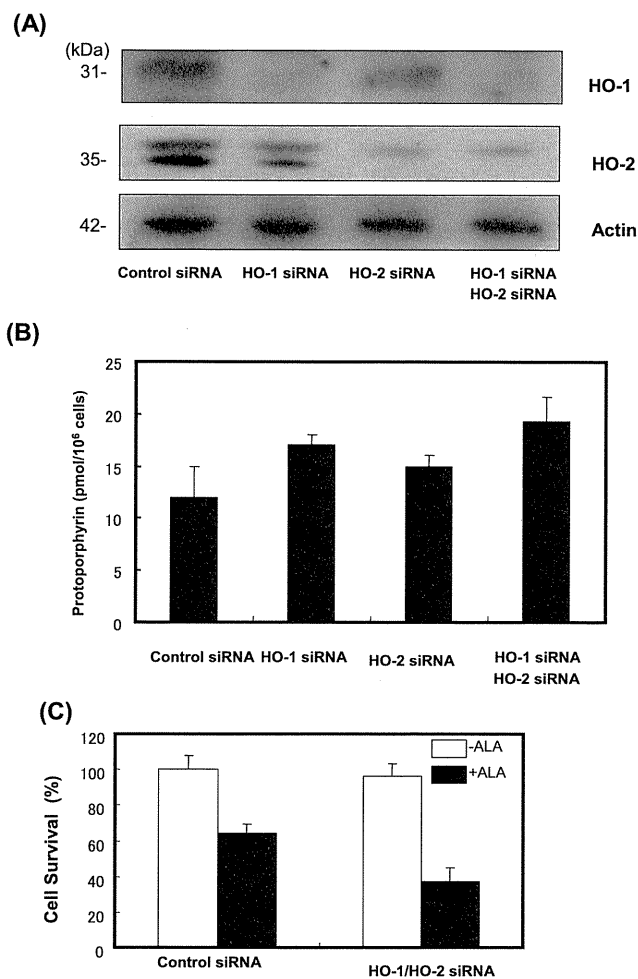 (A)
(kDa)
31-
HO-1
35-
HO-2
42-
Actin
Control siRNA HO-1 siRNA HO-2 siRNA HO-1 siRNA
HO-2 siRNA
(B)
Protoporphyrin (pmol/10⁶ cells)
25
20
15
10
5
0
Control siRNA HO-1 siRNA HO-2 siRNA HO-1 siRNA
HO-2 siRNA
(C)
Cell Survival (%)
120
100
80
60
40
20
0
-ALA
+ALA
Control siRNA HO-1/HO-2 siRNA